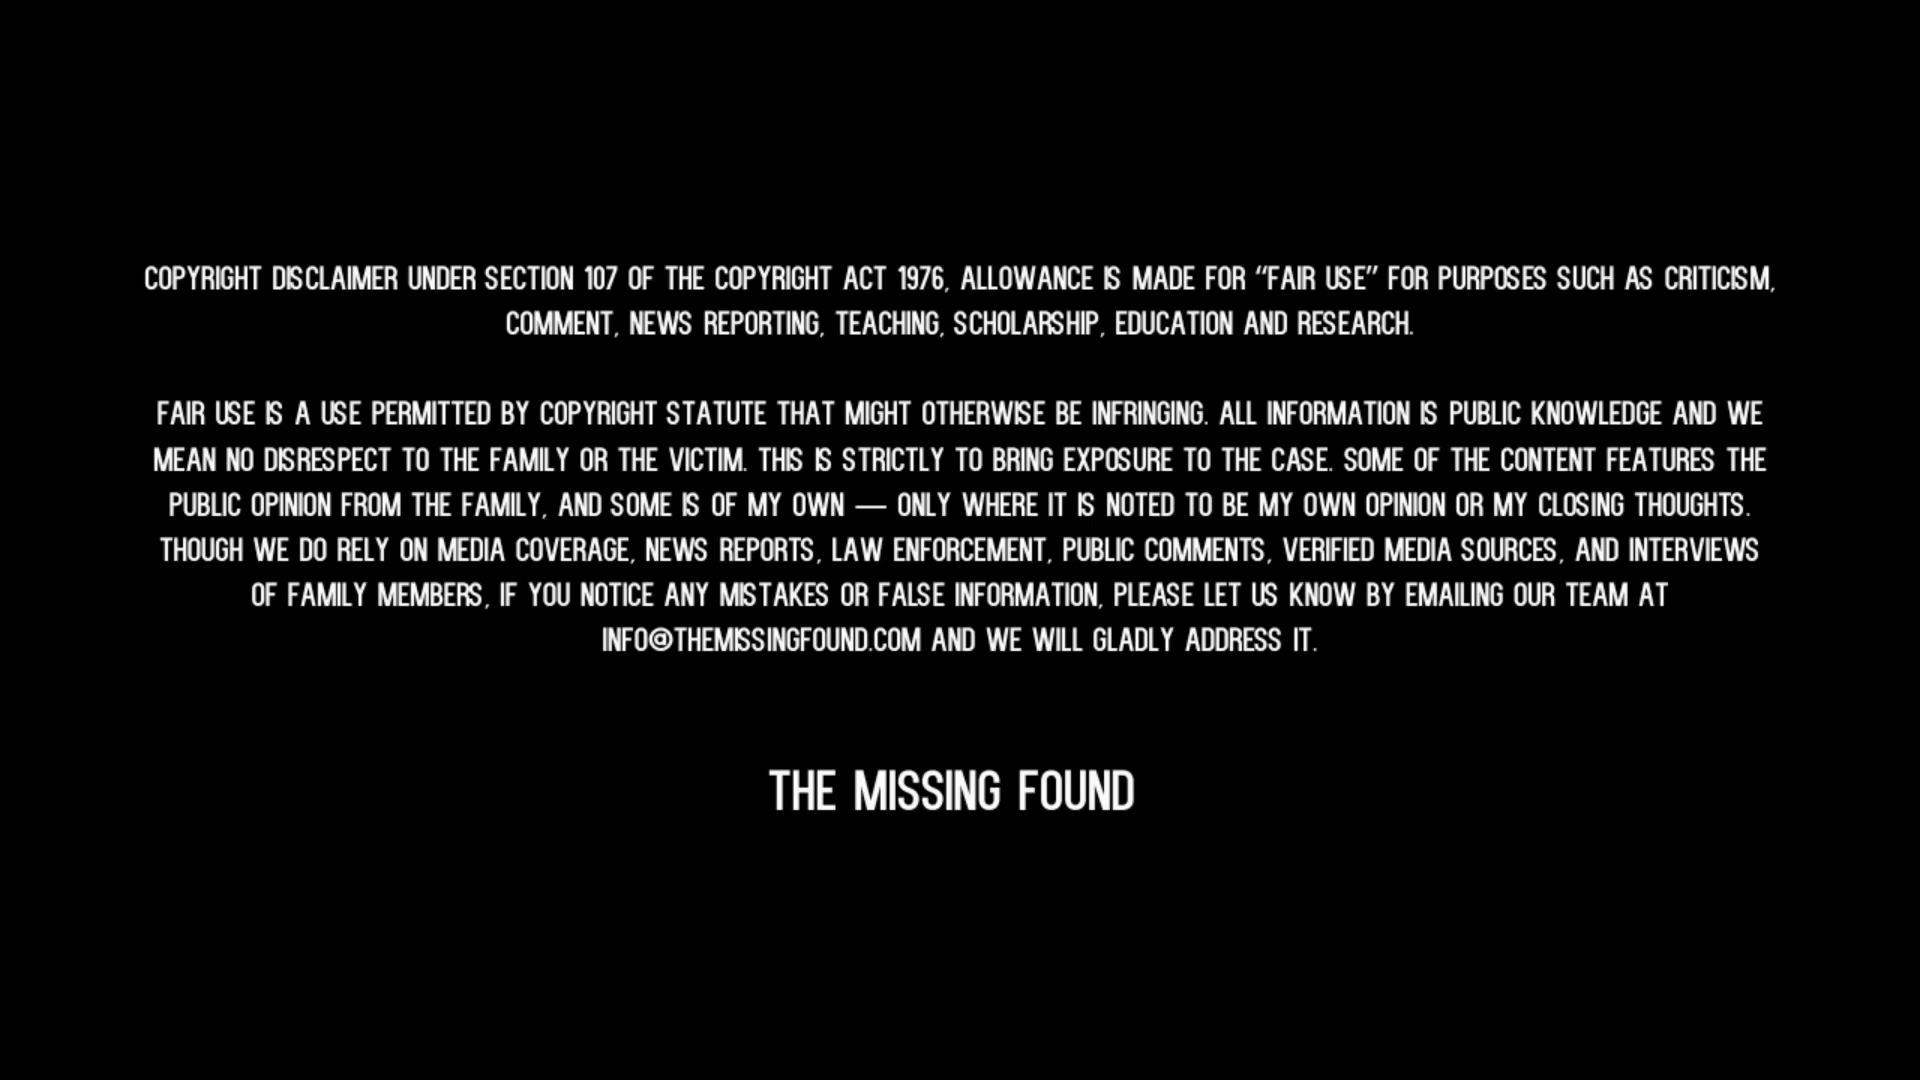 COPYRIGHT DISCLAIMER UNDER SECTION 107 OF THE COPYRIGHT ACT 1976, ALLOWANCE IS MADE FOR “FAIR USE” FOR PURPOSES SUCH AS CRITICISM,
COMMENT, NEWS REPORTING, TEACHING, SCHOLARSHIP, EDUCATION AND RESEARCH.
FAIR USE IS A USE PERMITTED BY COPYRIGHT STATUTE THAT MIGHT OTHERWISE BE INFRINGING. ALL INFORMATION IS PUBLIC KNOWLEDGE AND WE
MEAN NO DISRESPECT TO THE FAMILY OR THE VICTIM. THIS IS STRICTLY TO BRING EXPOSURE TO THE CASE. SOME OF THE CONTENT FEATURES THE
PUBLIC OPINION FROM THE FAMILY, AND SOME IS OF MY OWN — ONLY WHERE IT IS NOTED TO BE MY OWN OPINION OR MY CLOSING THOUGHTS.
THOUGH WE DO RELY ON MEDIA COVERAGE, NEWS REPORTS, LAW ENFORCEMENT, PUBLIC COMMENTS, VERIFIED MEDIA SOURCES, AND INTERVIEWS
OF FAMILY MEMBERS, IF YOU NOTICE ANY MISTAKES OR FALSE INFORMATION, PLEASE LET US KNOW BY EMAILING OUR TEAM AT
INFO@THEMISSINGFOUND.COM AND WE WILL GLADLY ADDRESS IT.
THE MISSING FOUND